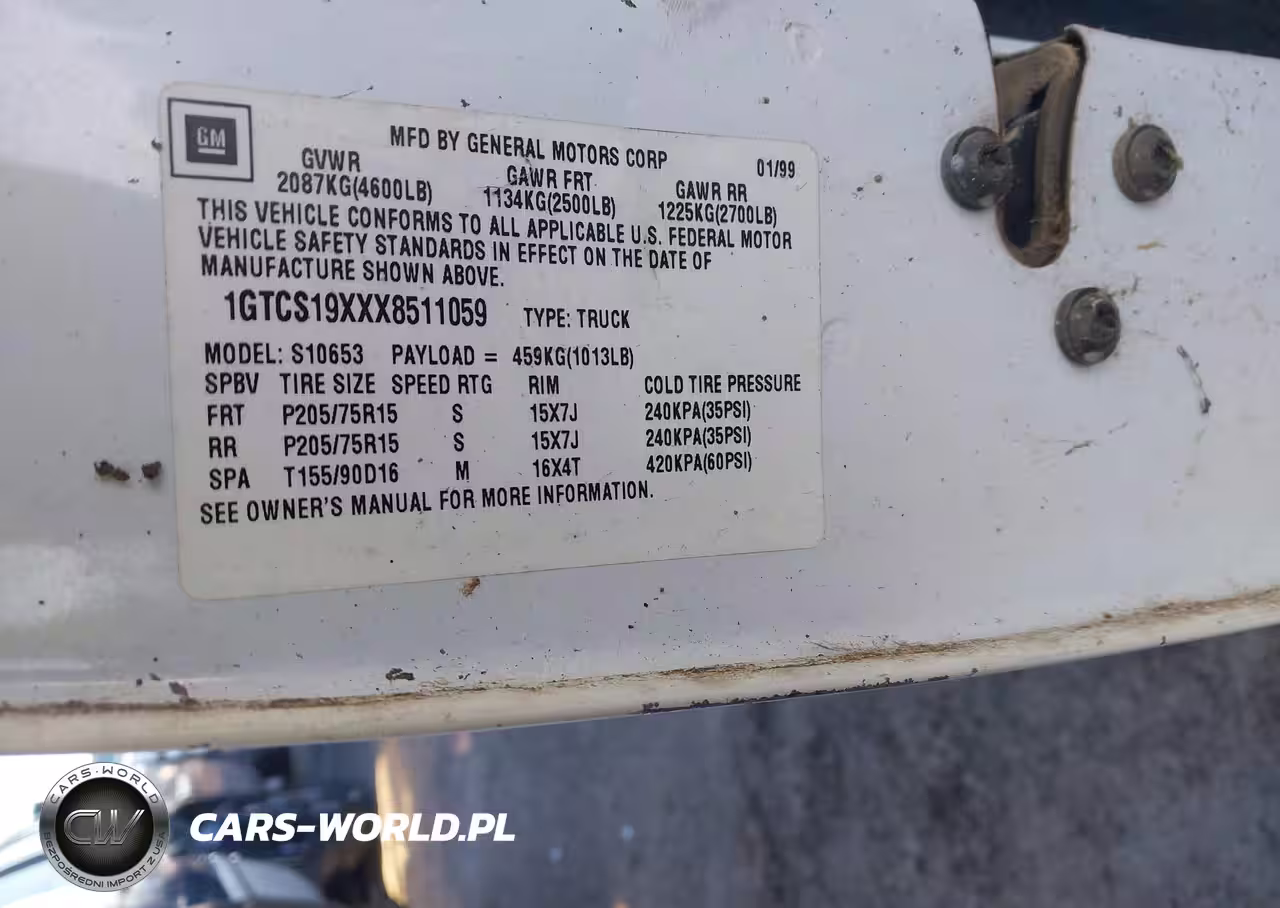 GM
MFD BY GENERAL MOTORS CORP 01/99
GVWR GAWR FRT GAWR RR
2087KG(4600LB) 1134KG(2500LB) 1225KG(2700LB)
THIS VEHICLE CONFORMS TO ALL APPLICABLE U.S. FEDERAL MOTOR
VEHICLE SAFETY STANDARDS IN EFFECT ON THE DATE OF
MANUFACTURE SHOWN ABOVE.
1GTCS19XXX8511059 TYPE: TRUCK
MODEL: S10653 PAYLOAD = 459KG(1013LB)
SPBV TIRE SIZE SPEED RTG RIM COLD TIRE PRESSURE
FRT P205/75R15 S 15X7J 240KPA(35PSI)
RR P205/75R15 S 15X7J 240KPA(35PSI)
SPA T155/90D16 M 16X4T 420KPA(60PSI)
SEE OWNER'S MANUAL FOR MORE INFORMATION.
CARS-WORLD
CW
BEZPOŚREDNI IMPORT Z USA
CARS-WORLD.PL